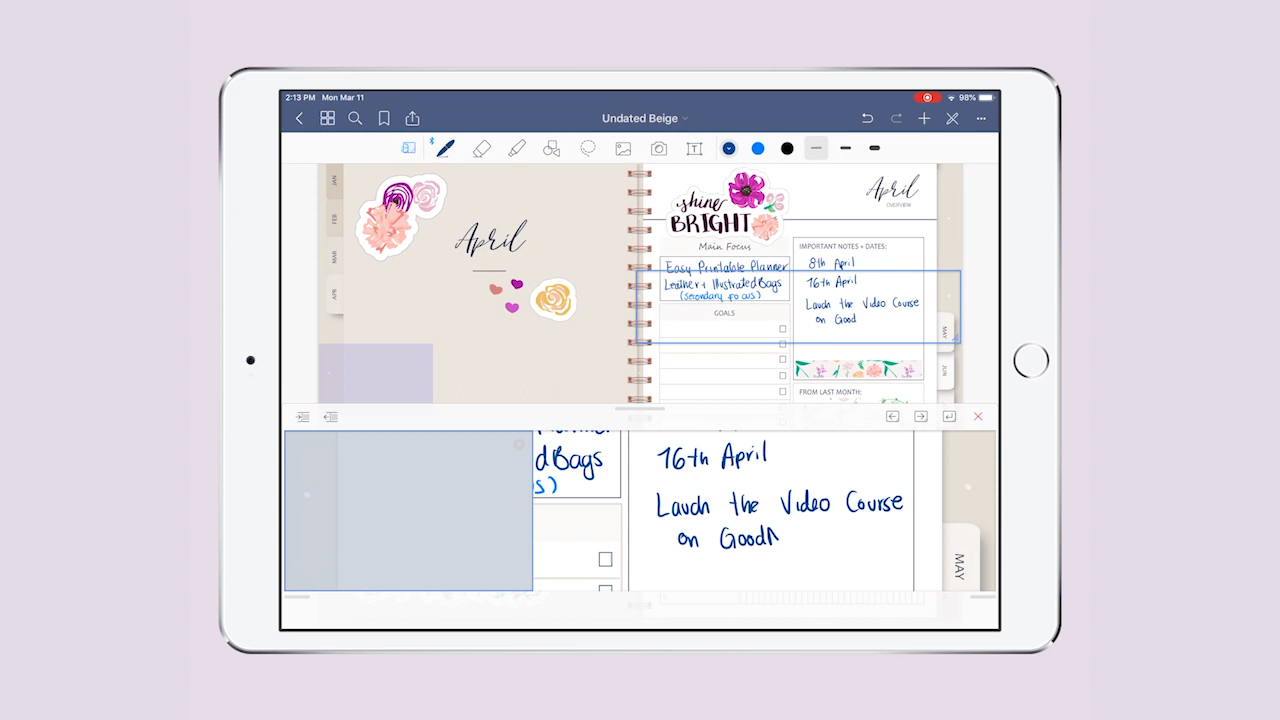 2:13 PM Mon Mar 11
98%
Undated Beige
T
JAN
FEB
MAR
APR
April
shine
BRIGHT
April
OVERVIEW
Main Focus
Easy Printable Planner
Leather + Illustrated Bags
(secondary focus)
GOALS
IMPORTANT NOTES + DATES:
8th April
16th April
Lauch the Video Course
on Good
FROM LAST MONTH:
MAY
JUN
d Bags
s)
16th April
Lauch the Video Course
on Good
MAY